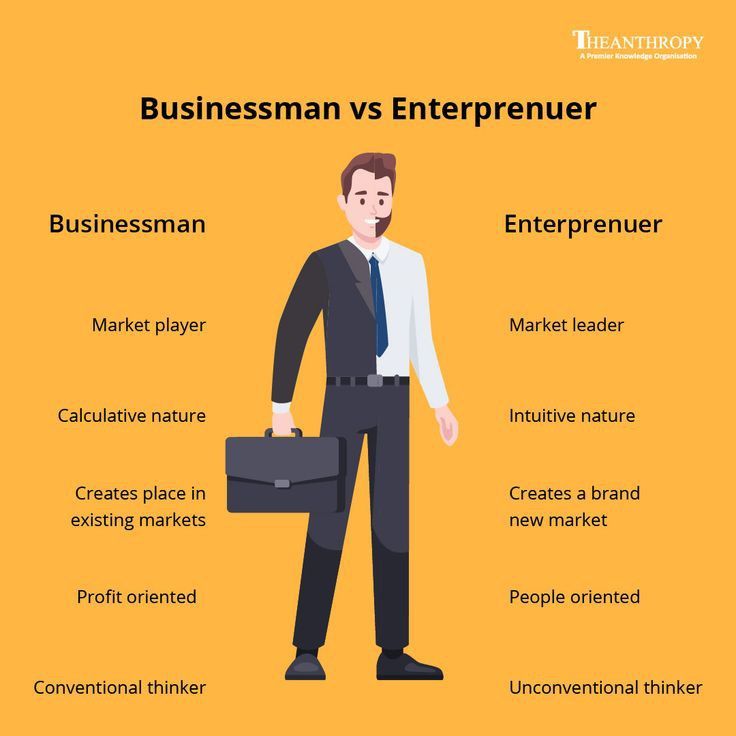 THEANTHROPY
A Premier Knowledge Organisation
Businessman vs Enterprenuer
Businessman
Enterprenuer
Market player
Market leader
Calculative nature
Intuitive nature
Creates place in
existing markets
Creates a brand
new market
Profit oriented
People oriented
Conventional thinker
Unconventional thinker